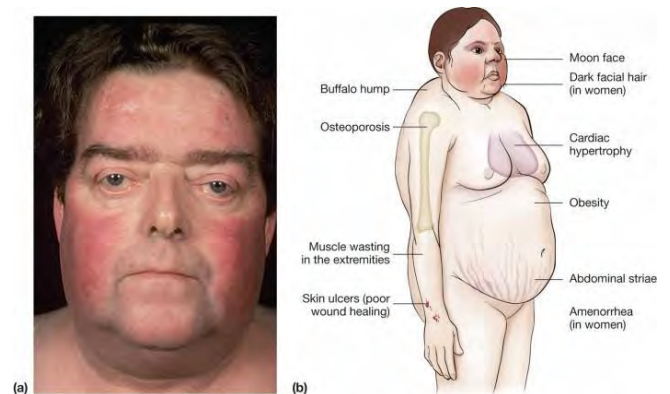 Buffalo hump
Osteoporosis
Muscle wasting
in the extremities
Skin ulcers (poor
wound healing)
Moon face
Dark facial hair
(in women)
Cardiac
hypertrophy
Obesity
Abdominal striae
Amenorrhea
(in women)
(a)
(b)